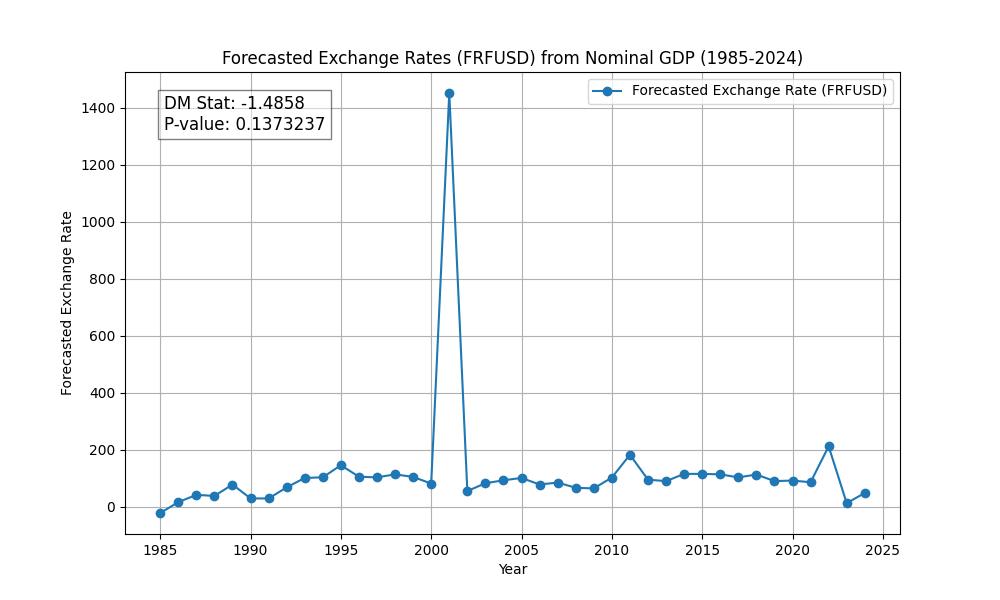 Forecasted Exchange Rates (FRFUSD) from Nominal GDP (1985-2024)
DM Stat: -1.4858
P-value: 0.1373237
Forecasted Exchange Rate (FRFUSD)
Forecasted Exchange Rate
1400
1200
1000
800
600
400
200
0
1985 1990 1995 2000 2005 2010 2015 2020 2025
Year